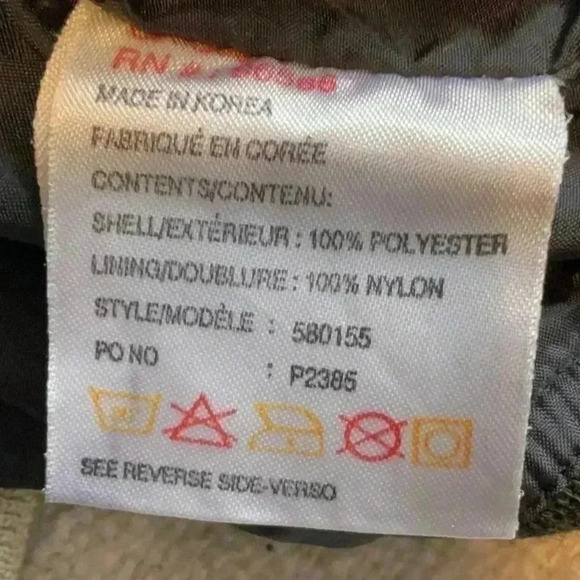 RN #
MADE IN KOREA
FABRIQUÉ EN CORÉE
CONTENTS/CONTENU:
SHELL/EXTÉRIEUR : 100% POLYESTER
LINING/DOUBLURE : 100% NYLON
STYLE/MODÈLE : 580155
PO NO : P2385
SEE REVERSE SIDE-VERSO